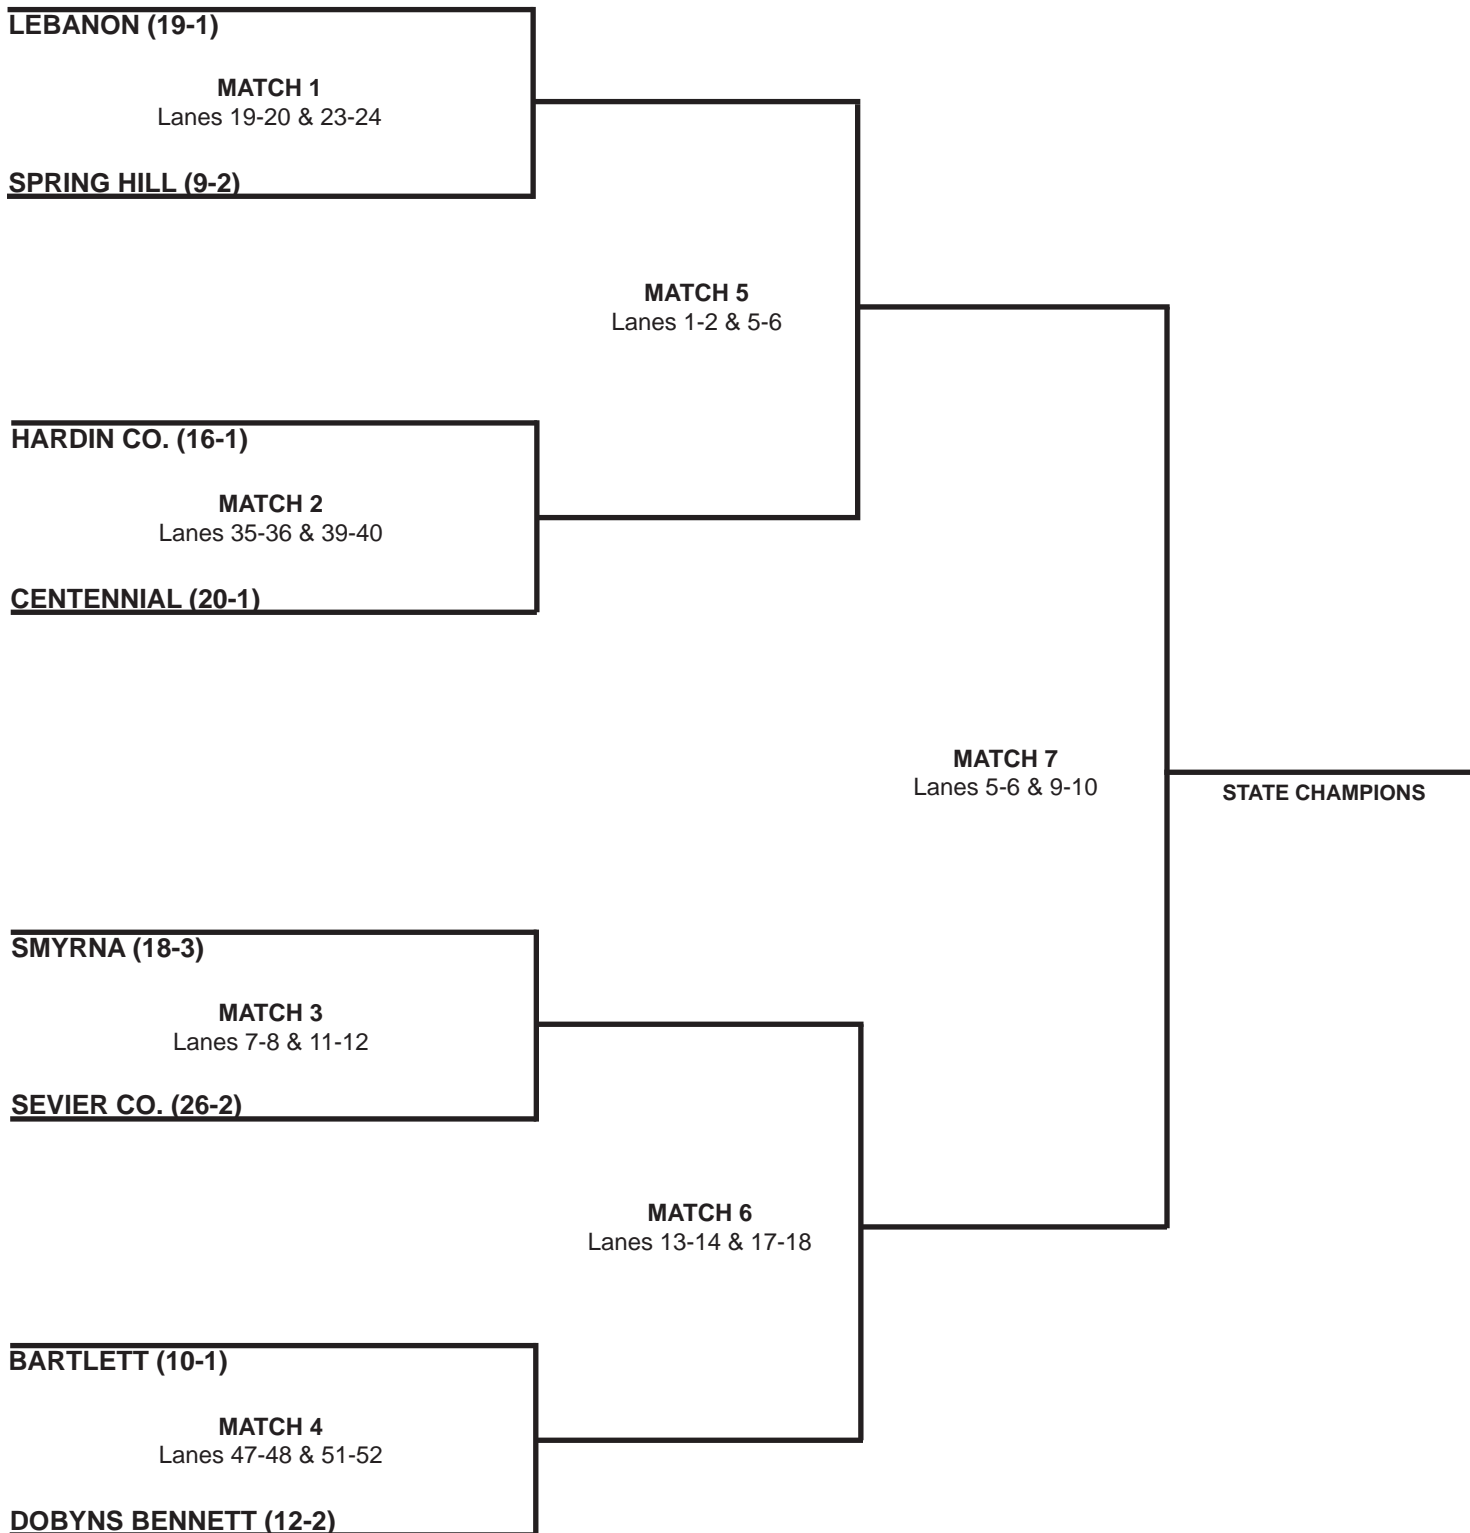 LEBANON (19-1)
MATCH 1
Lanes 19-20 & 23-24
SPRING HILL (9-2)
MATCH 5
Lanes 1-2 & 5-6
HARDIN CO. (16-1)
MATCH 2
Lanes 35-36 & 39-40
CENTENNIAL (20-1)
MATCH 7
Lanes 5-6 & 9-10
STATE CHAMPIONS
SMYRNA (18-3)
MATCH 3
Lanes 7-8 & 11-12
SEVIER CO. (26-2)
MATCH 6
Lanes 13-14 & 17-18
BARTLETT (10-1)
MATCH 4
Lanes 47-48 & 51-52
DOBYNS BENNETT (12-2)